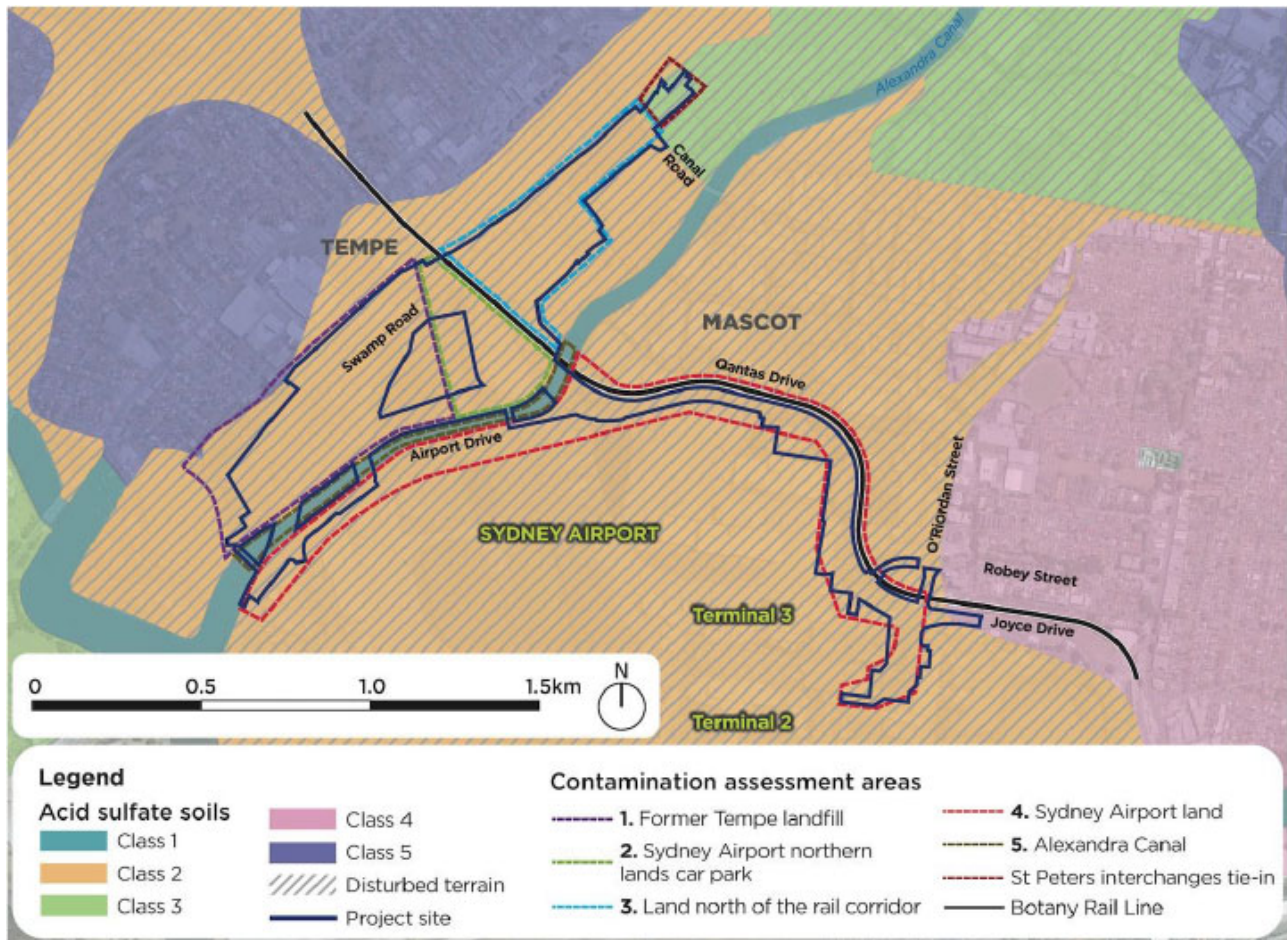 Alexandra Canal
Canal
Road
TEMPE
Swamp Road
MASCOT
Qantas Drive
Airport Drive
SYDNEY AIRPORT
O'Riordan Street
Robey Street
Terminal 3
Joyce Drive
0 0.5 1.0 1.5km
N
Terminal 2
Legend
Acid sulfate soils
Class 1
Class 2
Class 3
Class 4
Class 5
Disturbed terrain
Project site
Contamination assessment areas
1. Former Tempe landfill
2. Sydney Airport northern
lands car park
3. Land north of the rail corridor
4. Sydney Airport land
5. Alexandra Canal
St Peters interchanges tie-in
Botany Rail Line